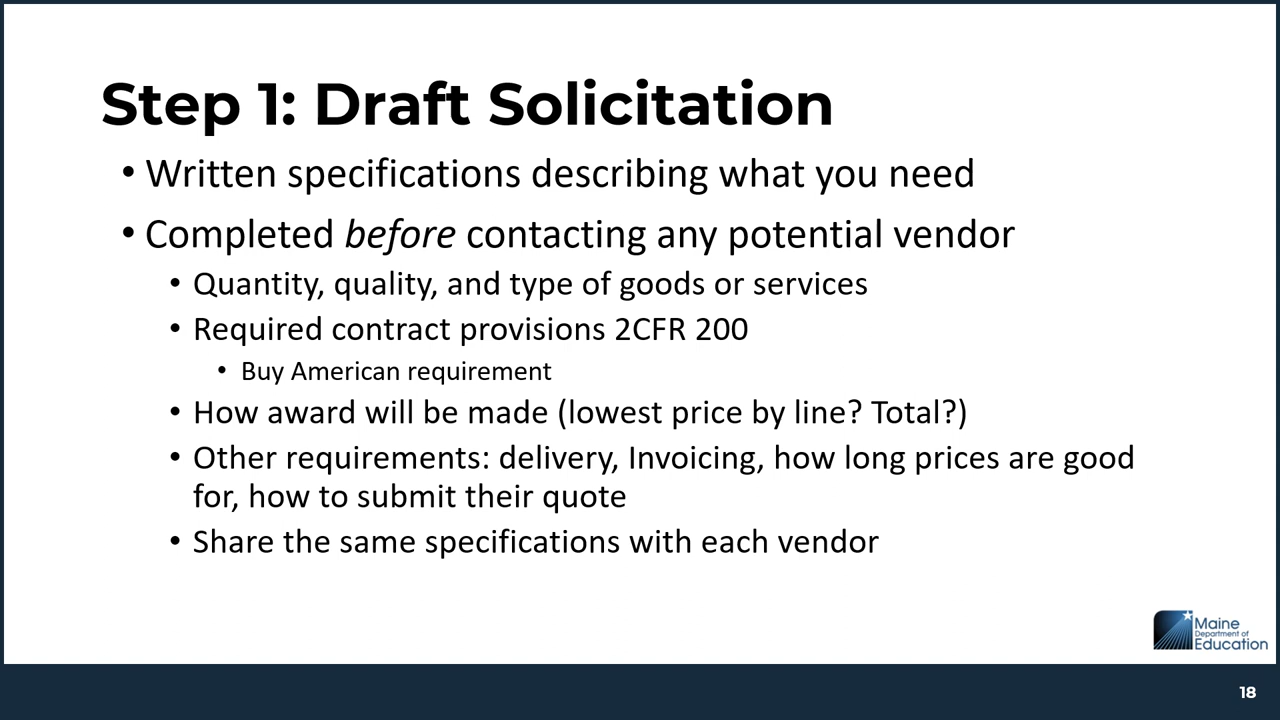 Step 1: Draft Solicitation
• Written specifications describing what you need
• Completed before contacting any potential vendor
• Quantity, quality, and type of goods or services
• Required contract provisions 2CFR 200
• Buy American requirement
• How award will be made (lowest price by line? Total?)
• Other requirements: delivery, Invoicing, how long prices are good
for, how to submit their quote
• Share the same specifications with each vendor
Maine
Department of
Education
18